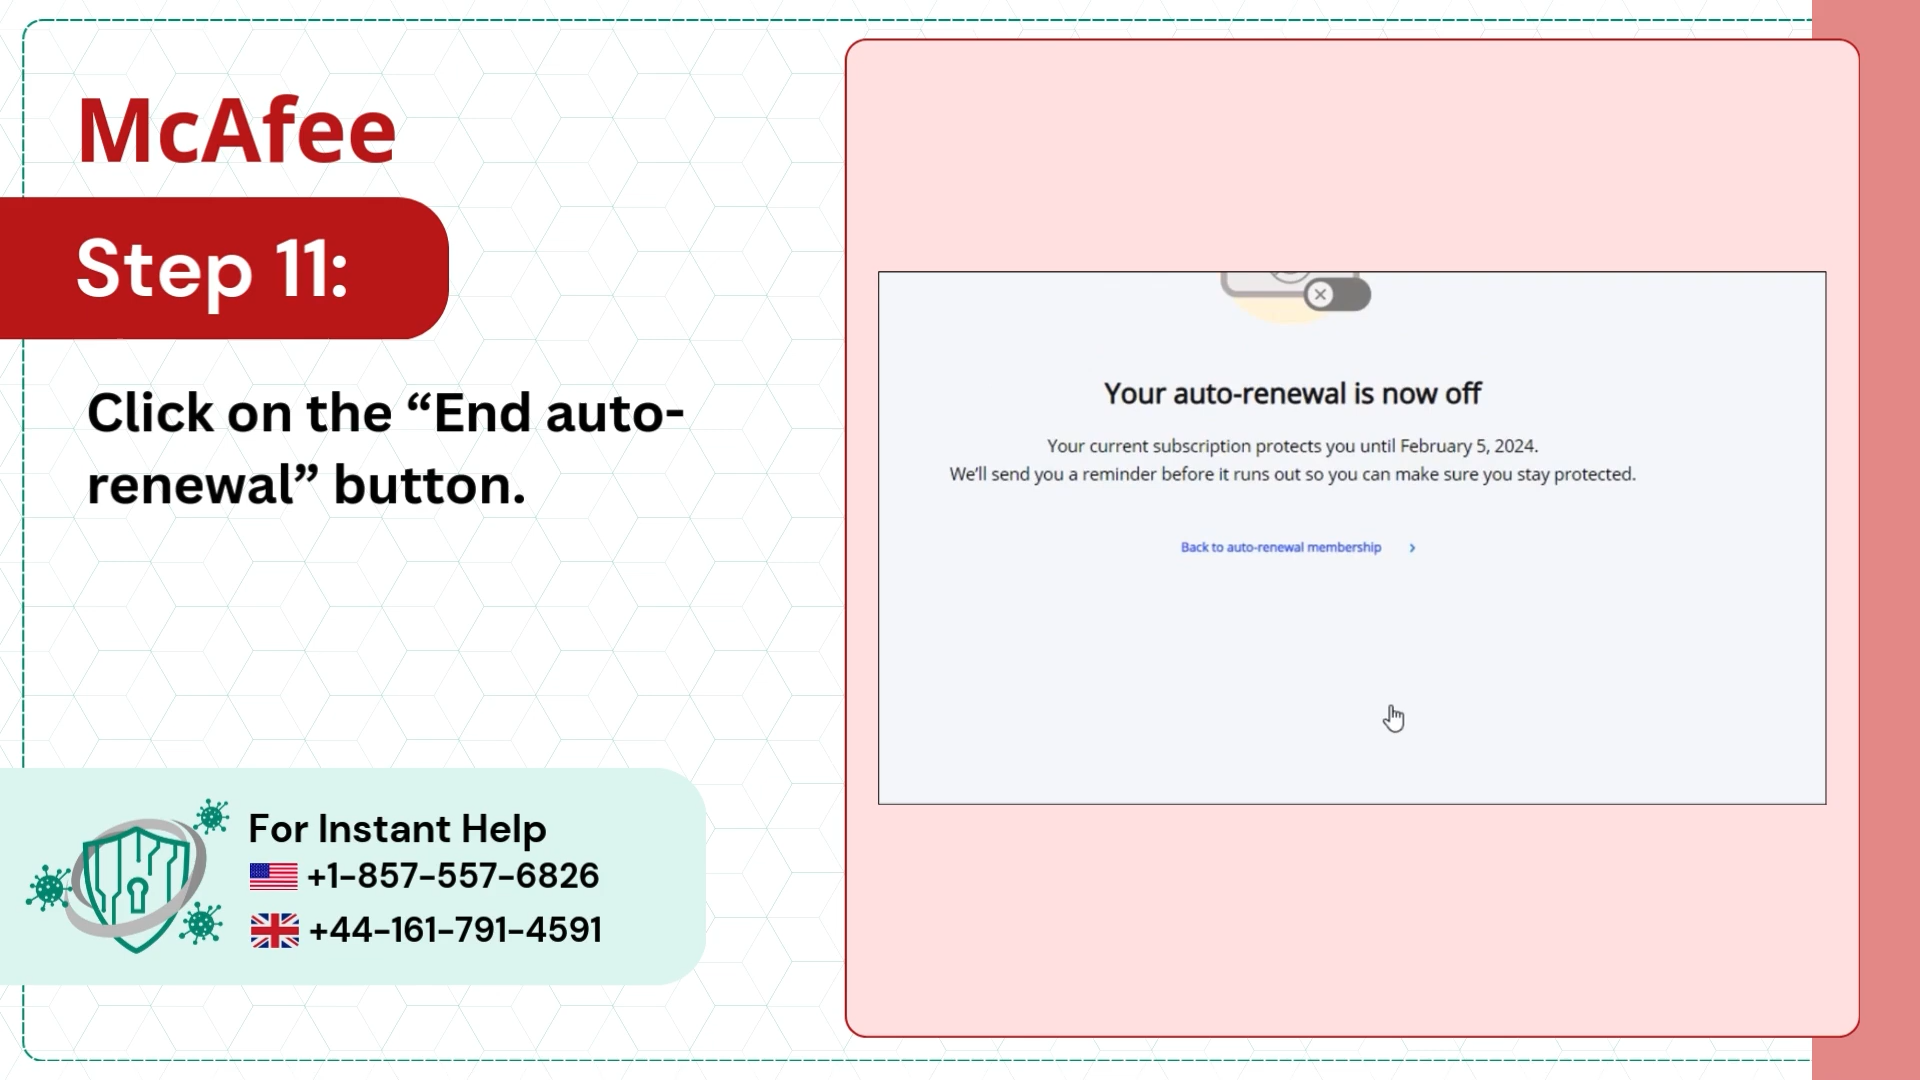 McAfee
Step 11:
Click on the “End auto-
renewal” button.
For Instant Help
+1-857-557-6826
+44-161-791-4591
Your auto-renewal is now off
Your current subscription protects you until February 5, 2024.
We’ll send you a reminder before it runs out so you can make sure you stay protected.
Back to auto-renewal membership